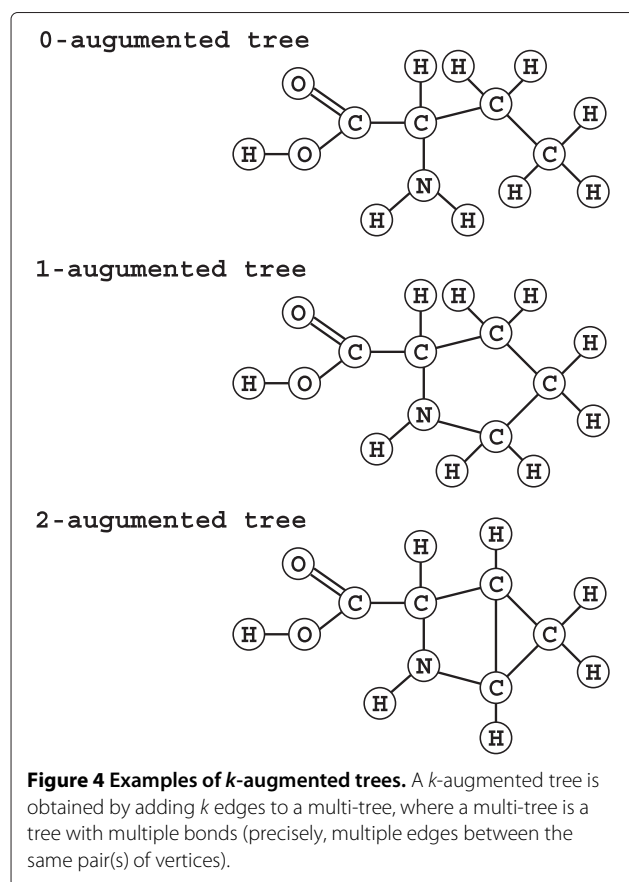 0-augumented tree
H H H
O
C C C H
H O C
N H H
H H
1-augumented tree
H H H
O
C C C H
H O C
N H
H C
H H
2-augumented tree
H
H
O C H
C C
H O C
N H
H C
H
Figure 4 Examples of k-augmented trees. A k-augmented tree is
obtained by adding k edges to a multi-tree, where a multi-tree is a
tree with multiple bonds (precisely, multiple edges between the
same pair(s) of vertices).